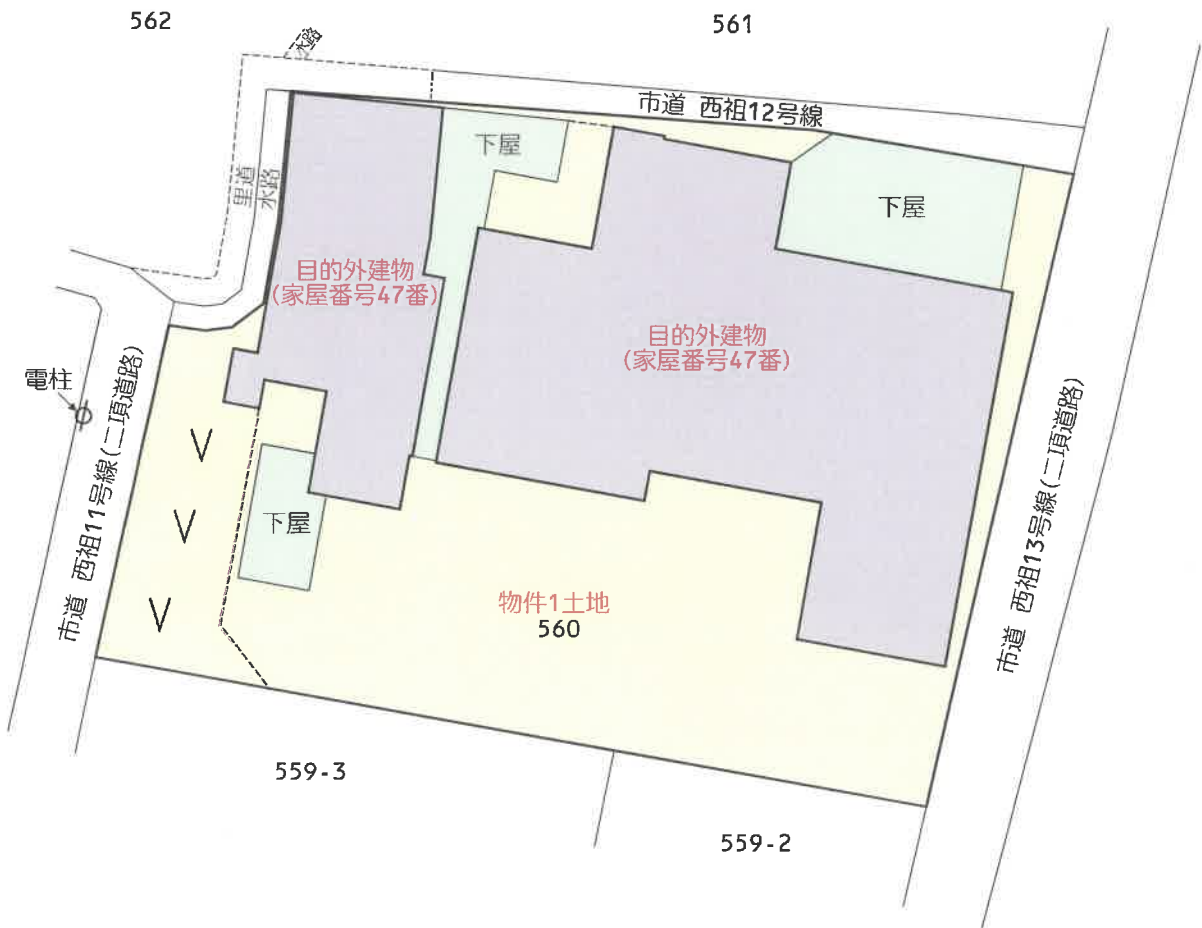 562
561
水路
市道 西祖12号線
下屋
里道
水路
下屋
目的外建物
(家屋番号47番)
目的外建物
(家屋番号47番)
電柱
市道 西祖11号線(二項道路)
市道 西祖13号線(二項道路)
下屋
物件1土地
560
559-3
559-2